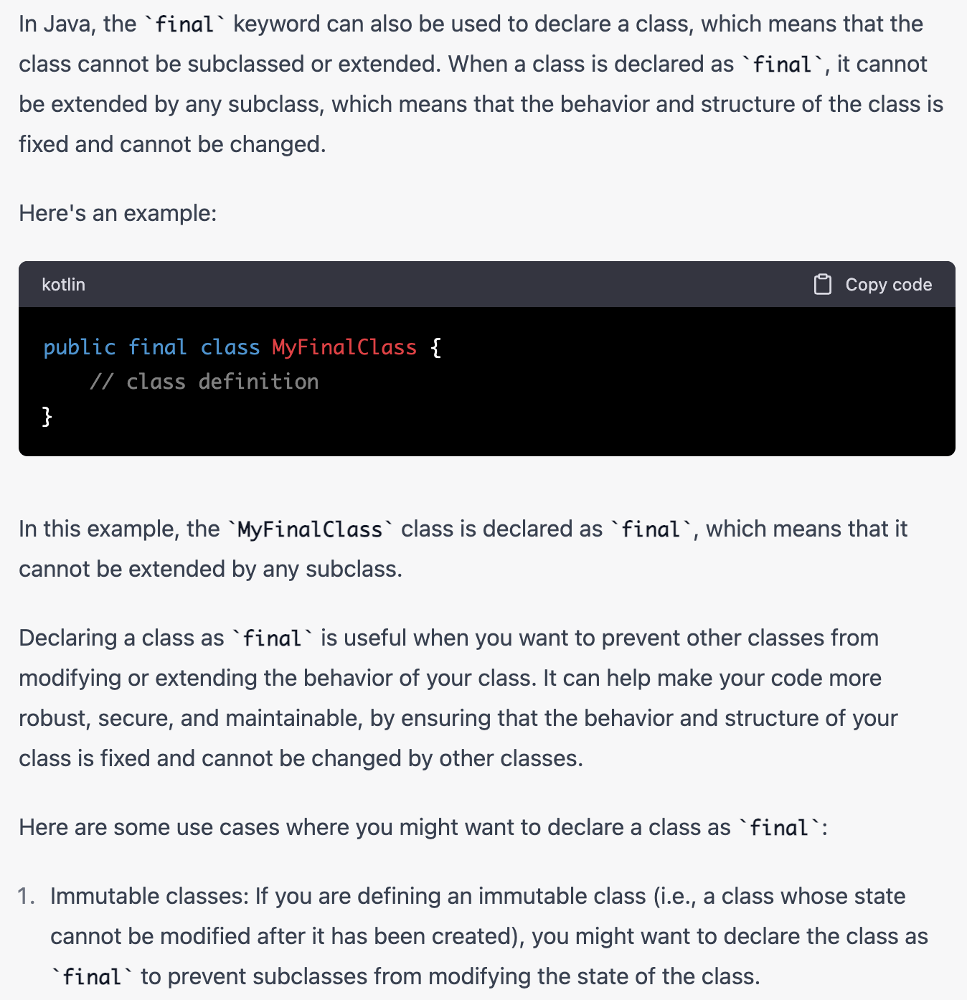 In Java, the `final` keyword can also be used to declare a class, which means that the
class cannot be subclassed or extended. When a class is declared as `final`, it cannot
be extended by any subclass, which means that the behavior and structure of the class is
fixed and cannot be changed.
Here's an example:
kotlin
Copy code
public final class MyFinalClass {
    // class definition
}
In this example, the `MyFinalClass` class is declared as `final`, which means that it
cannot be extended by any subclass.
Declaring a class as `final` is useful when you want to prevent other classes from
modifying or extending the behavior of your class. It can help make your code more
robust, secure, and maintainable, by ensuring that the behavior and structure of your
class is fixed and cannot be changed by other classes.
Here are some use cases where you might want to declare a class as `final`:
1. Immutable classes: If you are defining an immutable class (i.e., a class whose state
cannot be modified after it has been created), you might want to declare the class as
`final` to prevent subclasses from modifying the state of the class.